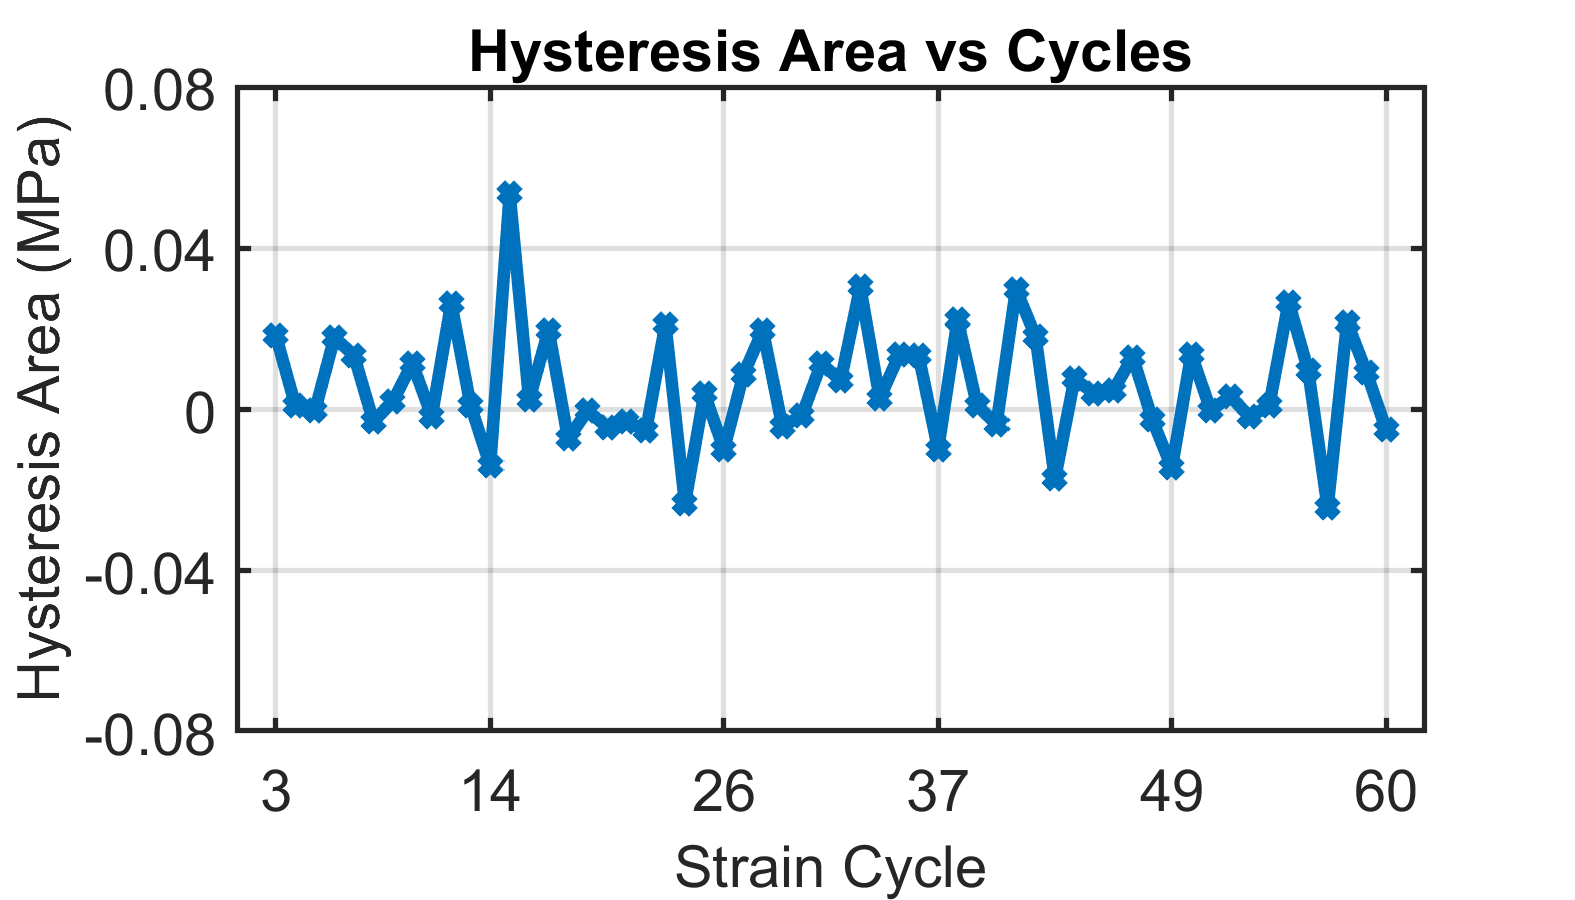 Hysteresis Area vs Cycles
Hysteresis Area (MPa)
0.08
0.04
0
-0.04
-0.08
3 14 26 37 49 60
Strain Cycle